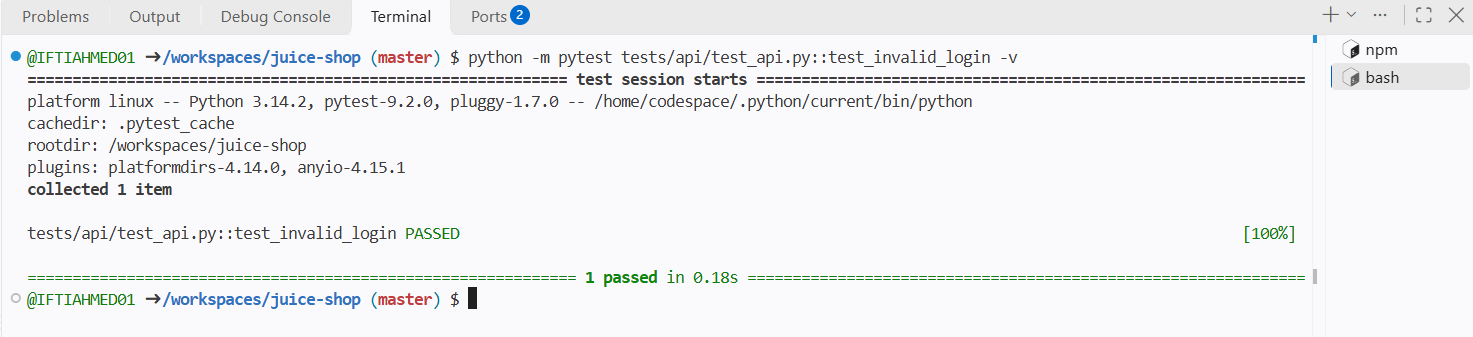 Problems Output Debug Console Terminal Ports 2
@IFTIAHMED01 ➜/workspaces/juice-shop (master) $ python -m pytest tests/api/test_api.py::test_invalid_login -v
npm
============================================================ test session starts =============================================================
bash
platform linux -- Python 3.14.2, pytest-9.2.0, pluggy-1.7.0 -- /home/codespace/.python/current/bin/python
cachedir: .pytest_cache
rootdir: /workspaces/juice-shop
plugins: platformdirs-4.14.0, anyio-4.15.1
collected 1 item
tests/api/test_api.py::test_invalid_login PASSED [100%]
============================================================= 1 passed in 0.18s ==============================================================
@IFTIAHMED01 ➜/workspaces/juice-shop (master) $